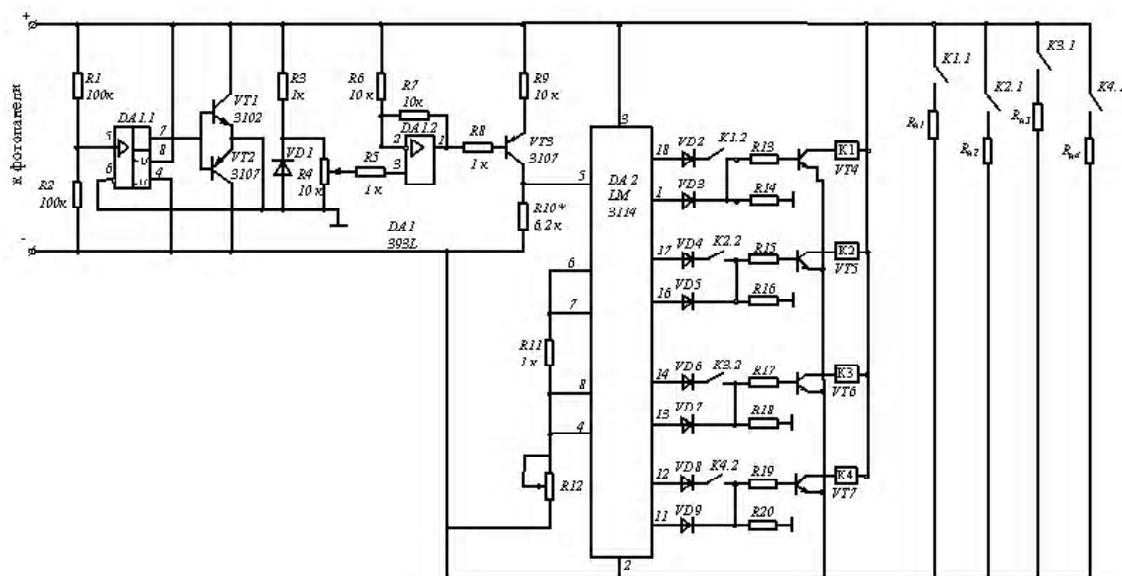 +
к фотопанели
-
R1
100к
R2
100к
DA1.1
5
6
7
8
4
+U
-U
VT1
3102
VT2
3107
R3
1к
VD1
R4
10 к
R5
1 к
R6
10 к
R7
10к
2
3
DA1.2
1
R8
1 к
R9
10 к
VT3
3107
R10*
6,2 к
DA1
393L
R11
1 к
R12
5
6
7
8
4
3
DA 2
LM
3114
2
18
1
17
16
14
13
12
11
VD2
K1.2
R13
K1
VT4
VD3
R14
VD4
K2.2
R15
K2
VT5
VD5
R16
VD6
K3.2
R17
K3
VT6
VD7
R18
VD8
K4.2
R19
K4
VT7
VD9
R20
K1.1
Rн1
K2.1
Rн2
K3.1
Rн3
K4.
Rн4